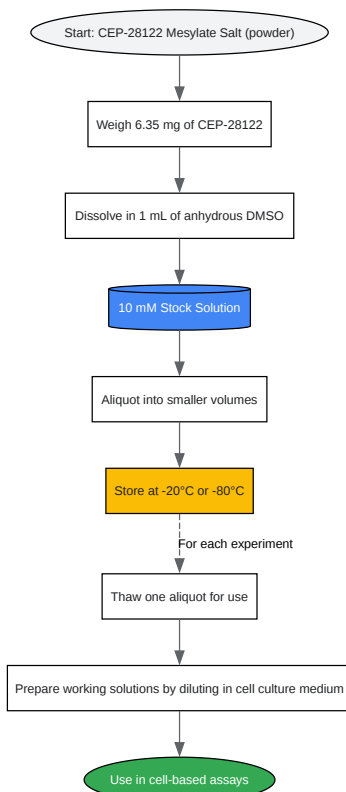 Start: CEP-28122 Mesylate Salt (powder)
Weigh 6.35 mg of CEP-28122
Dissolve in 1 mL of anhydrous DMSO
10 mM Stock Solution
Aliquot into smaller volumes
Store at -20°C or -80°C
For each experiment
Thaw one aliquot for use
Prepare working solutions by diluting in cell culture medium
Use in cell-based assays